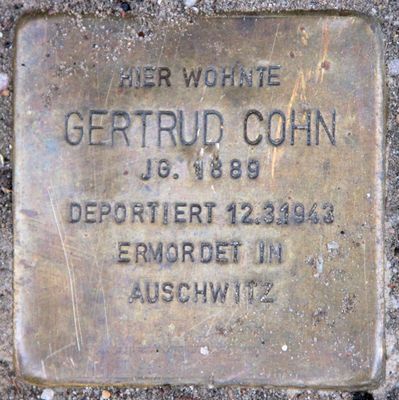 HIER WOHNTE
GERTRUD COHN
JG. 1889
DEPORTIERT 12.3.1943
ERMORDET IN
AUSCHWITZ